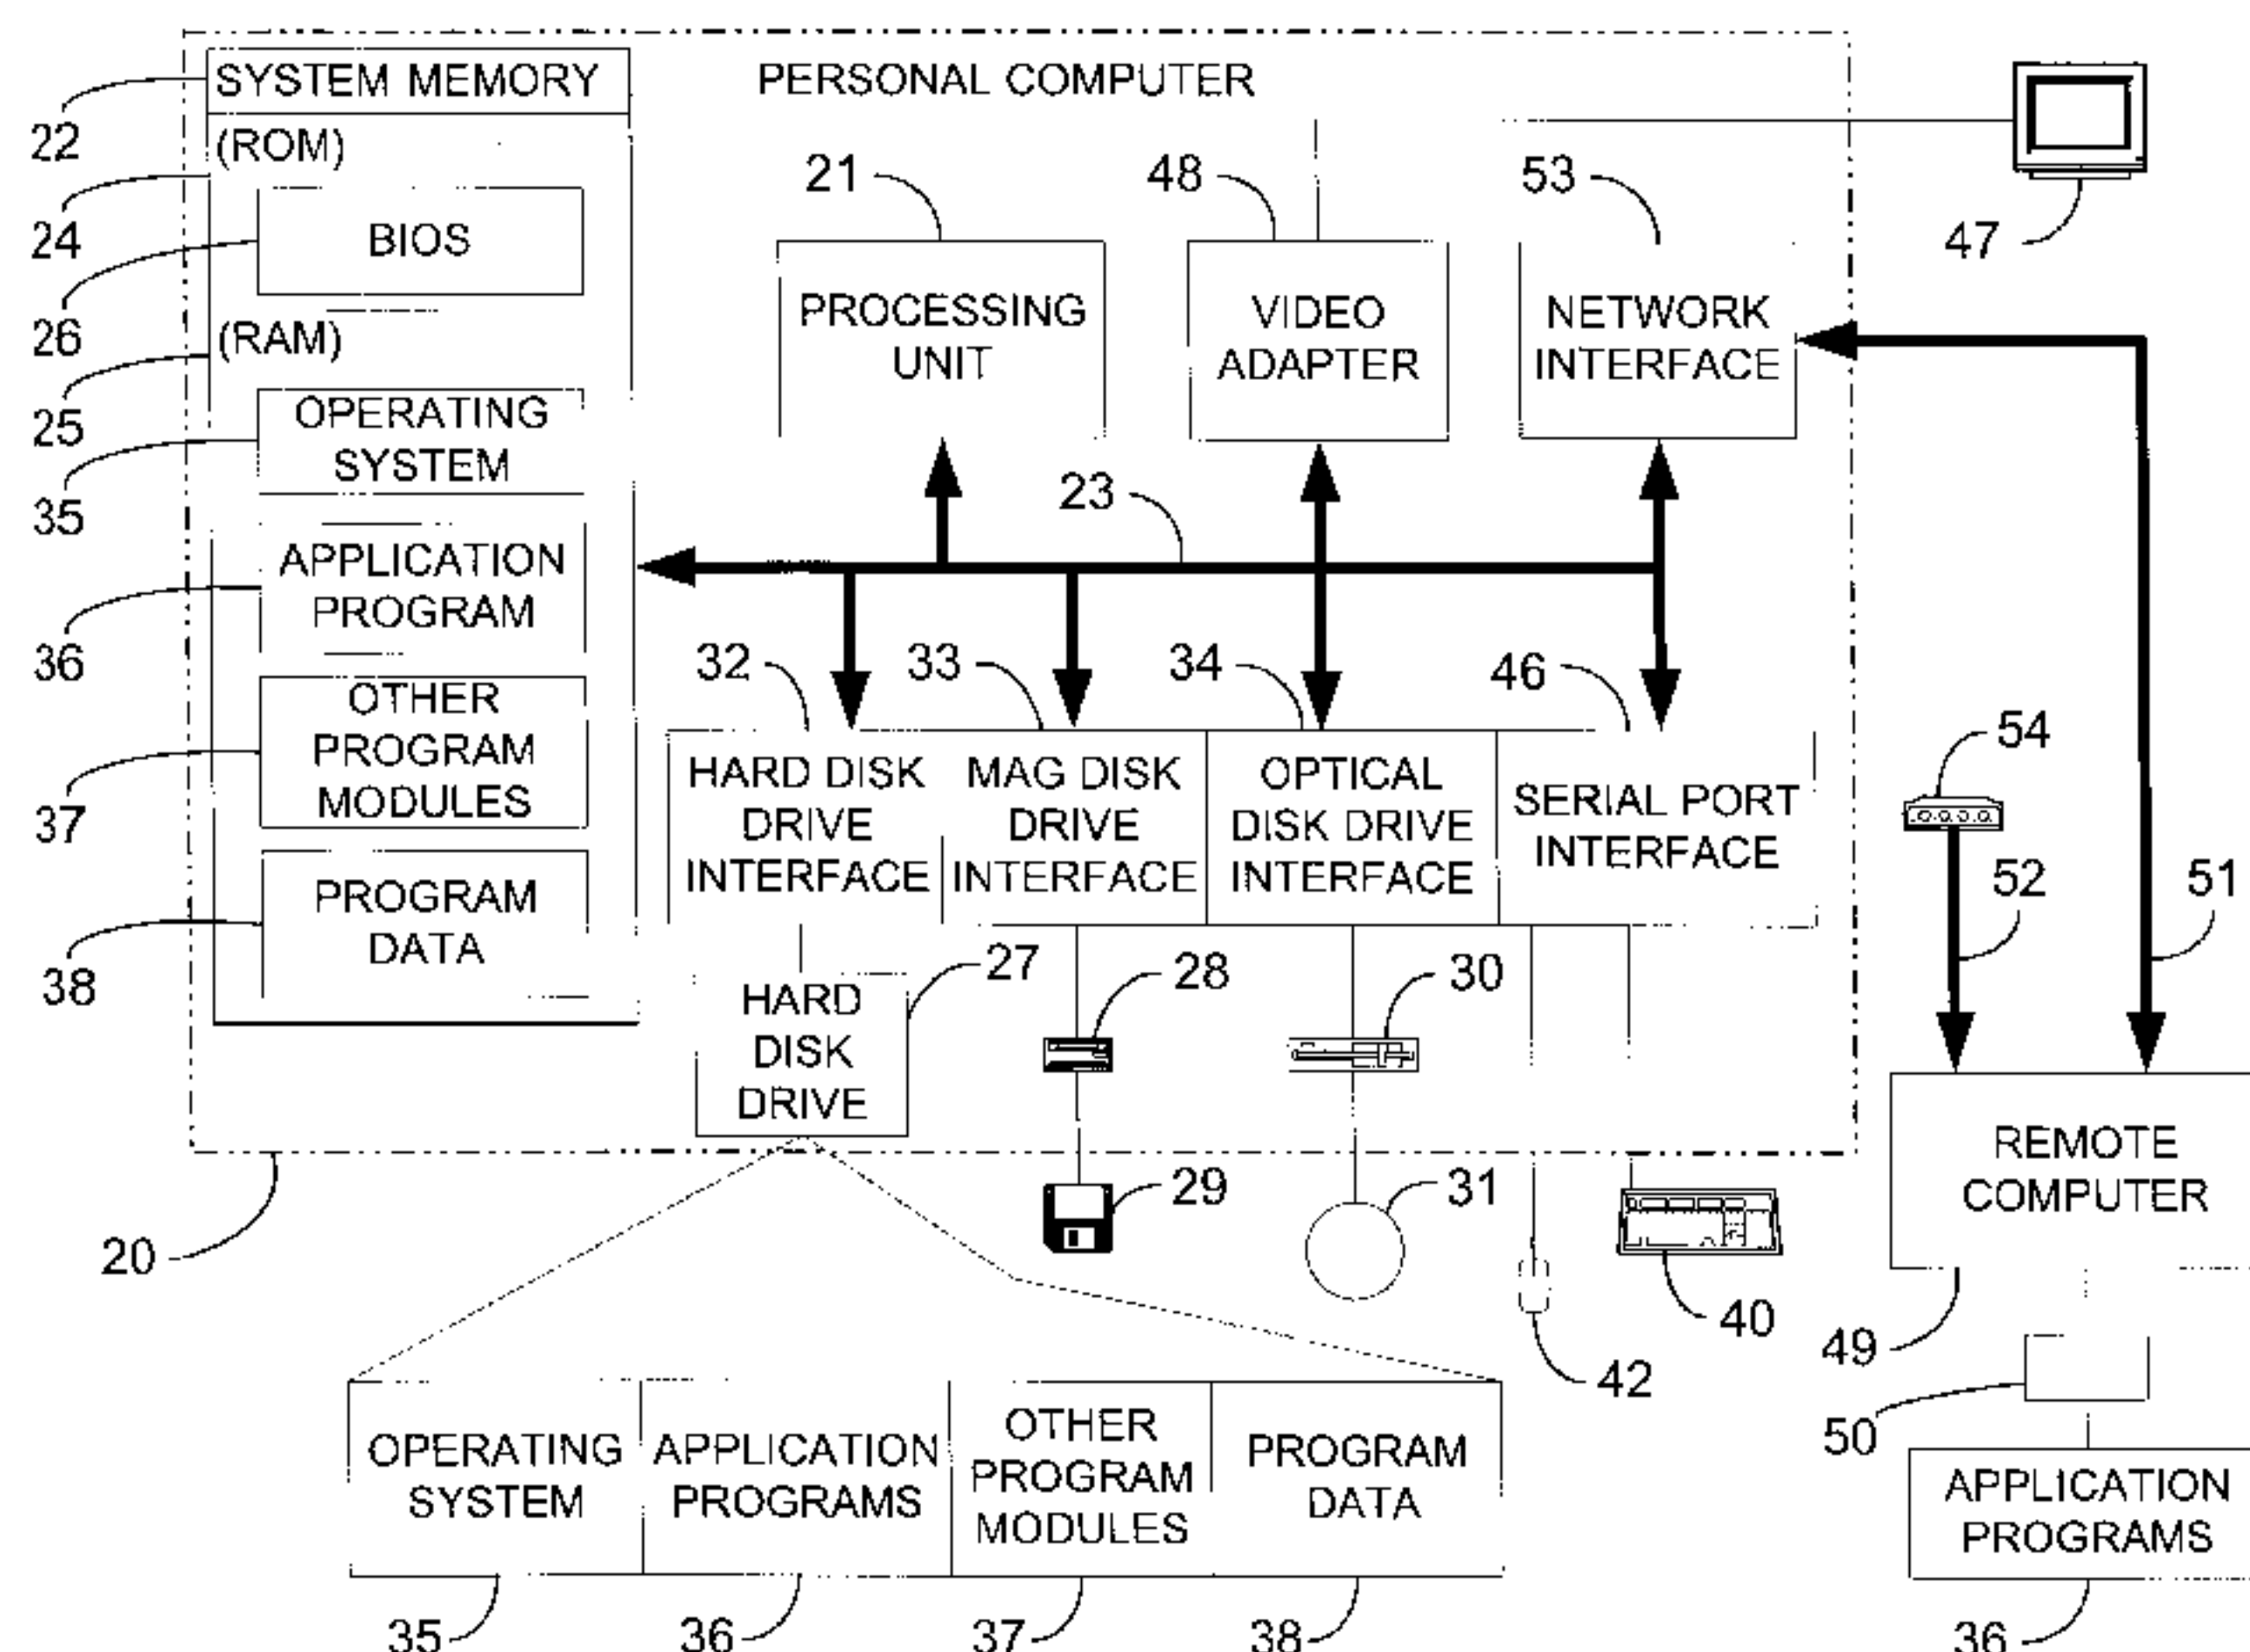 SYSTEM MEMORY
PERSONAL COMPUTER
22
(ROM)
21
48
53
47
24
BIOS
26
(RAM)
PROCESSING
UNIT
VIDEO
ADAPTER
NETWORK
INTERFACE
25
OPERATING
SYSTEM
35
23
APPLICATION
PROGRAM
36
32
33
34
46
OTHER
PROGRAM
MODULES
37
HARD DISK
DRIVE
INTERFACE
MAG DISK
DRIVE
INTERFACE
OPTICAL
DISK DRIVE
INTERFACE
SERIAL PORT
INTERFACE
54
52
51
PROGRAM
DATA
38
27
28
30
HARD
DISK
DRIVE
REMOTE
COMPUTER
20
29
31
40
42
49
50
OPERATING
SYSTEM
APPLICATION
PROGRAMS
OTHER
PROGRAM
MODULES
PROGRAM
DATA
APPLICATION
PROGRAMS
35
36
37
38
36